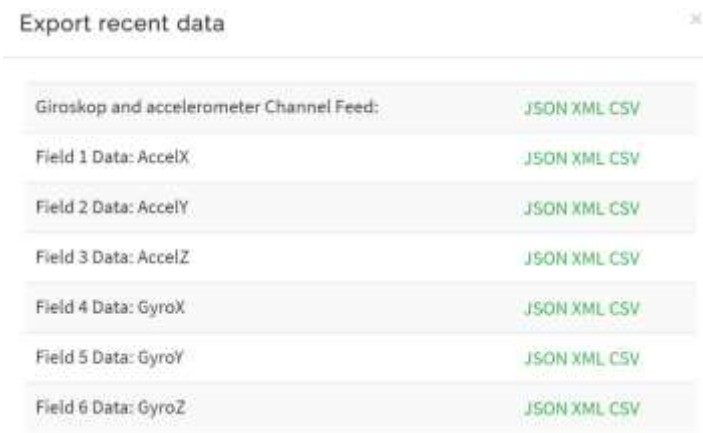 Export recent data
×
Giroskop and accelerometer Channel Feed: JSON XML CSV
Field 1 Data: AccelX JSON XML CSV
Field 2 Data: AccelY JSON XML CSV
Field 3 Data: AccelZ JSON XML CSV
Field 4 Data: GyroX JSON XML CSV
Field 5 Data: GyroY JSON XML CSV
Field 6 Data: GyroZ JSON XML CSV